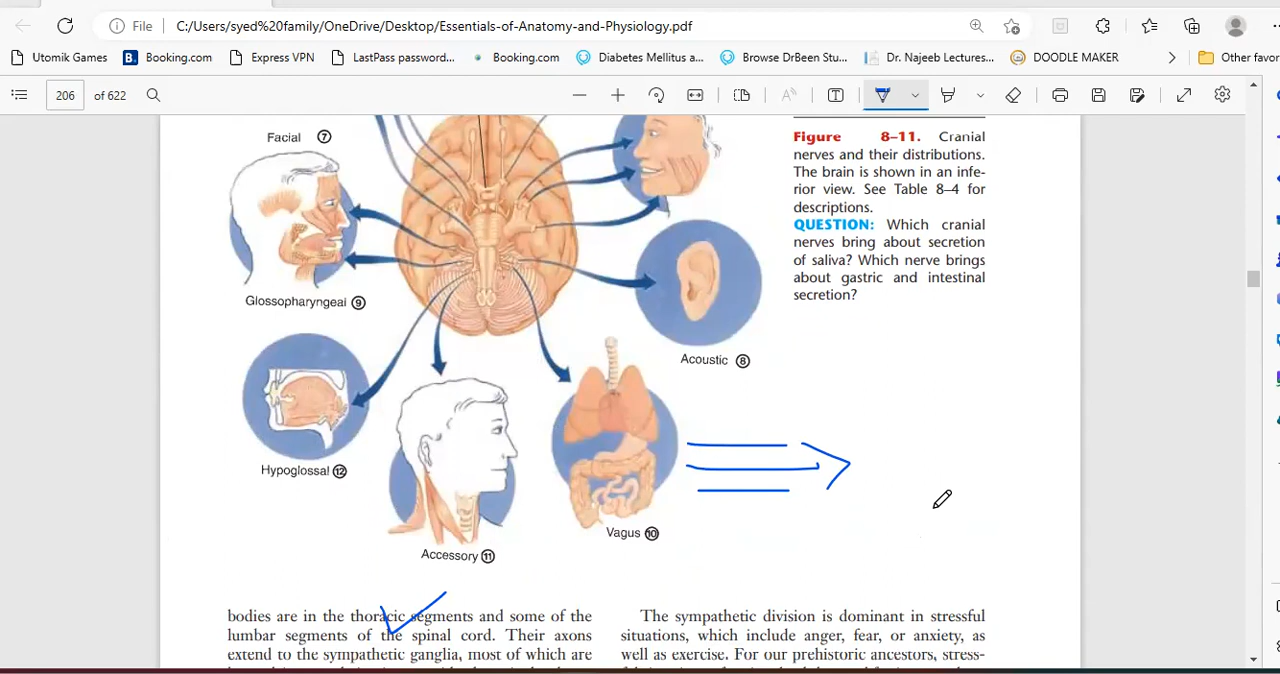 File
C:/Users/syed%20family/OneDrive/Desktop/Essentials-of-Anatomy-and-Physiology.pdf
Utomik Games
Booking.com
Express VPN
LastPass password...
Booking.com
Diabetes Mellitus a...
Browse DrBeen Stu...
Dr. Najeeb Lectures...
DOODLE MAKER
Other favor
206 of 622
Facial 7
Glossopharyngeal 9
Hypoglossal 12
Accessory 11
Vagus 10
Acoustic 8
Figure 8–11. Cranial
nerves and their distributions.
The brain is shown in an infe-
rior view. See Table 8–4 for
descriptions.
QUESTION: Which cranial
nerves bring about secretion
of saliva? Which nerve brings
about gastric and intestinal
secretion?
bodies are in the thoracic segments and some of the
lumbar segments of the spinal cord. Their axons
extend to the sympathetic ganglia, most of which are
The sympathetic division is dominant in stressful
situations, which include anger, fear, or anxiety, as
well as exercise. For our prehistoric ancestors, stress-